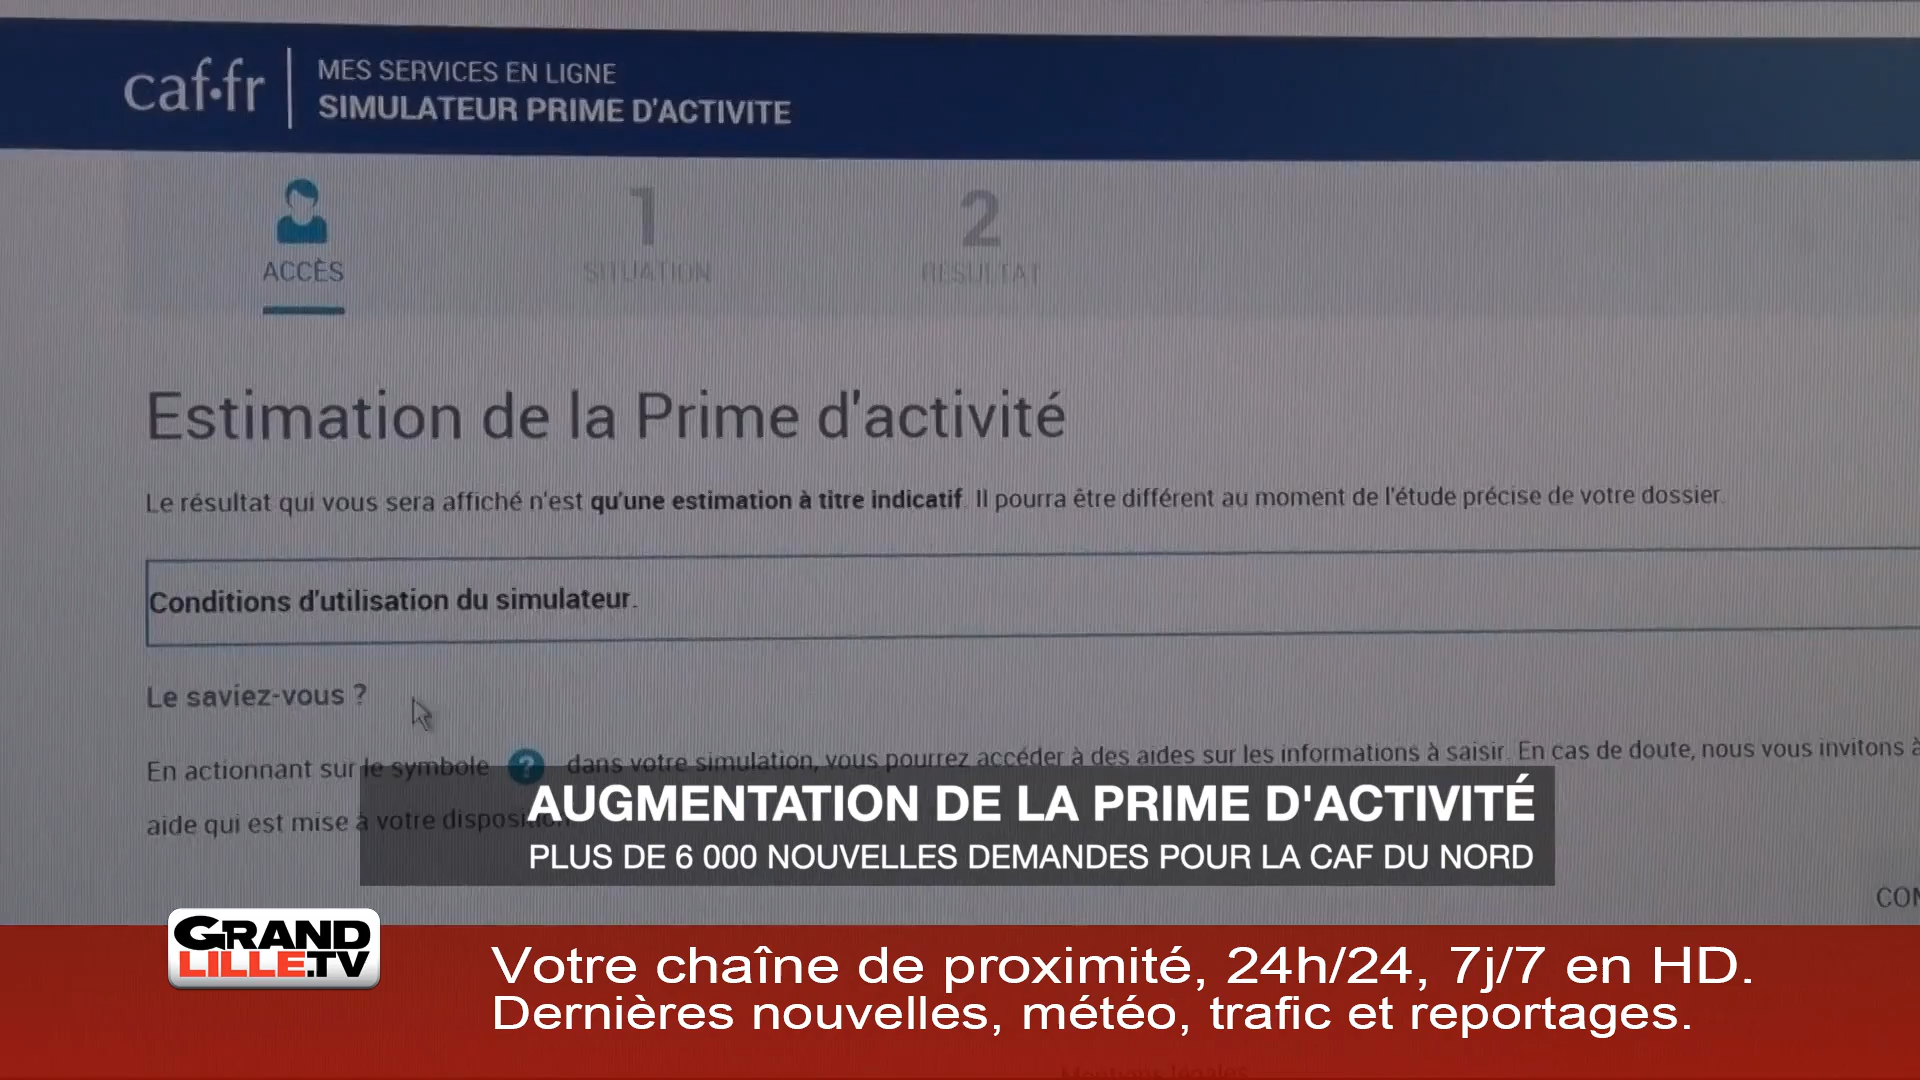 caf.fr
MES SERVICES EN LIGNE
SIMULATEUR PRIME D'ACTIVITE
1
2
ACCÈS
SITUATION
RÉSULTAT
Estimation de la Prime d'activité
Le résultat qui vous sera affiché n'est qu'une estimation à titre indicatif. Il pourra être différent au moment de l'étude précise de votre dossier.
Conditions d'utilisation du simulateur.
Le saviez-vous ?
En actionnant sur le symbole ? dans votre simulation, vous pourrez accéder à des aides sur les informations à saisir. En cas de doute, nous vous invitons à
aide qui est mise à votre disposition
AUGMENTATION DE LA PRIME D'ACTIVITÉ
PLUS DE 6 000 NOUVELLES DEMANDES POUR LA CAF DU NORD
CON
GRAND
LILLE.TV
Votre chaîne de proximité, 24h/24, 7j/7 en HD.
Dernières nouvelles, météo, trafic et reportages.
Mentions légales